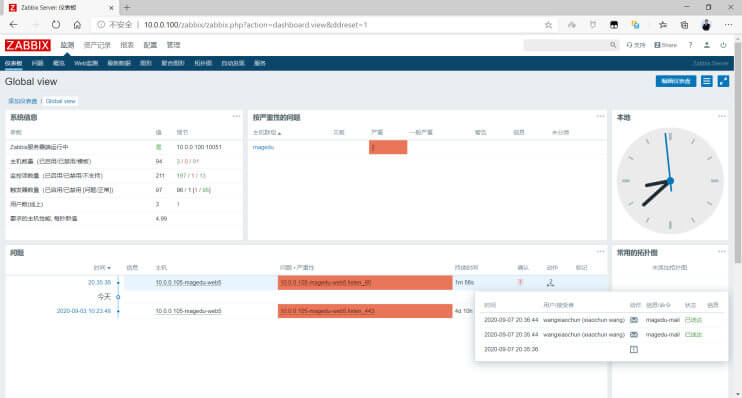 Zabbix Server: 仪表板
不安全 | 10.0.0.100/zabbix/zabbix.php?action=dashboard.view&ddreset=1
ZABBIX 监测 资产记录 报表 配置 管理
支持 Share ?
仪表板 问题 概览 Web监测 最新数据 图形 聚合图形 拓扑图 自动发现 服务 Zabbix Server
Global view 编辑仪表盘
Global view
系统信息 按严重性的问题 本地
参数 值 细节 主机群组 灾难 严重 一般严重 警告 信息 未分类
Zabbix服务器端运行中 是 10.0.0.100:10051 magedu
主机数量 (已启用/已禁用/模板) 94 3 / 0 / 91
监控项数量 (已启用/已禁用/不支持) 211 197 / 1 / 13
触发器数量 (已启用/已禁用 [问题/正常]) 97 96 / 1 [1 / 95]
用户数(线上) 3 1
要求的主机性能, 每秒新值 4.99
问题 常用的拓扑图
时间 信息 主机 问题 • 严重性 持续时间 确认 动作 标记 未添加拓扑图
20:35:35 10.0.0.105-magedu-web5 10.0.0.105-magedu-web5 listen_80 1m 56s
今天
2020-09-03 10:23:49 10.0.0.105-magedu-web5 10.0.0.105-magedu-web5 listen_443 4d 10h
时间 用户/接受者 动作 信息/命令 状态 信息
2020-09-07 20:36:44 wangxiaochun (xiaochun wang) magedu-mail 已送达
2020-09-07 20:36:44 wangxiaochun (xiaochun wang) magedu-mail 已送达
2020-09-07 20:35:35